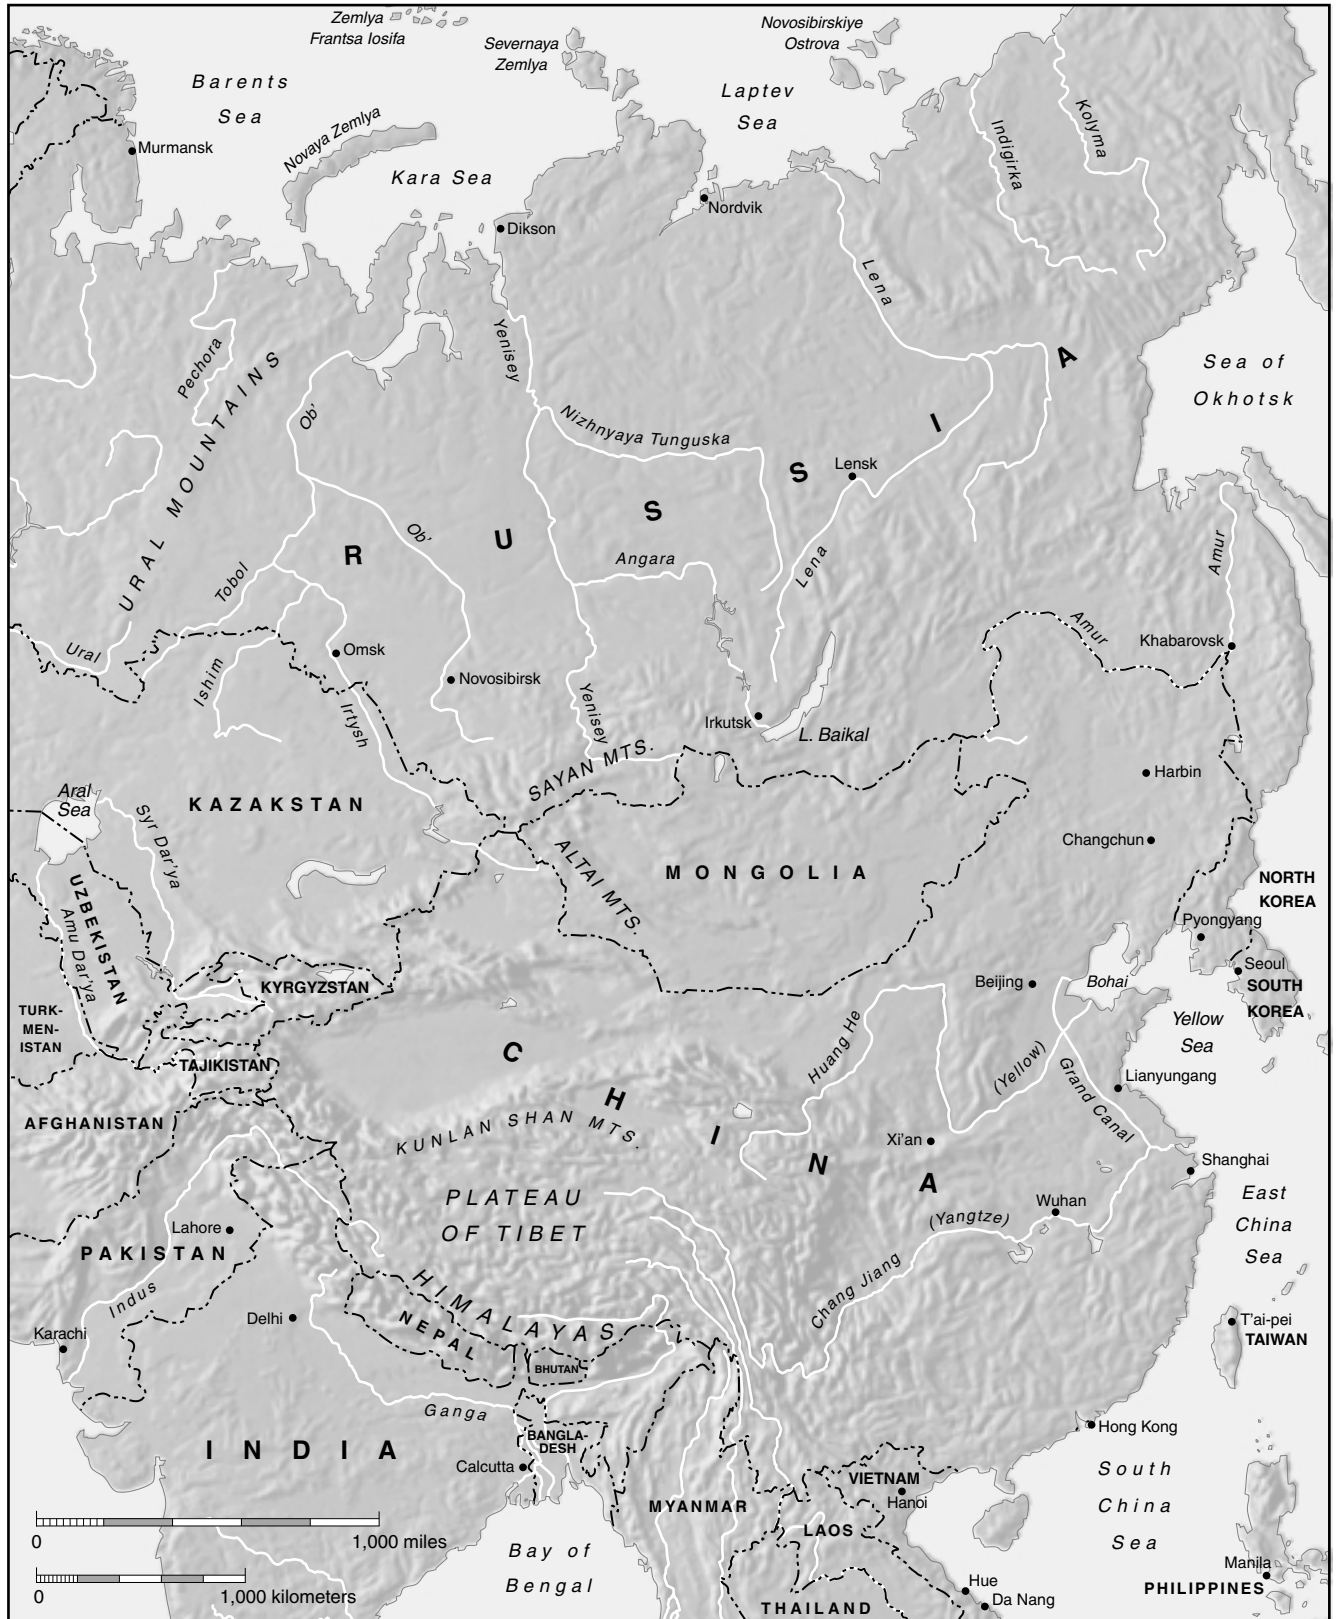 Zemlya
Frantsa Iosifa
Severnaya
Zemlya
Novosibirskiye
Ostrova
Barents
Sea
Laptev
Sea
Murmansk
Novaya Zemlya
Kara Sea
Nordvik
Dikson
Indigirka
Kolyma
Lena
Yenisey
Pechora
URAL MOUNTAINS
Ob'
Nizhnyaya Tunguska
Sea of
Okhotsk
RUSSIA
Lensk
Ob'
Angara
Lena
Tobol
Amur
Amur
Khabarovsk
Ural
Omsk
Ishim
Novosibirsk
Irtysh
Yenisey
Irkutsk
L. Baikal
SAYAN MTS.
Harbin
Aral
Sea
KAZAKSTAN
Syr Dar'ya
Changchun
ALTAI MTS.
MONGOLIA
NORTH
KOREA
UZBEKISTAN
Amu Dar'ya
Pyongyang
Seoul
SOUTH
KOREA
Beijing
Bohai
KYRGYZSTAN
TURK-
MEN-
ISTAN
Yellow
Sea
Huang He
(Yellow)
Grand Canal
CHINA
TAJIKISTAN
Lianyungang
AFGHANISTAN
KUNLAN SHAN MTS.
Xi'an
Shanghai
PLATEAU
OF TIBET
Wuhan
(Yangtze)
East
China
Sea
Lahore
PAKISTAN
Indus
Chang Jiang
HIMALAYAS
NEPAL
Delhi
Karachi
T'ai-pei
TAIWAN
BHUTAN
Ganga
BANGLA-
DESH
Hong Kong
INDIA
Calcutta
VIETNAM
Hanoi
South
China
Sea
MYANMAR
LAOS
0 1,000 miles
Bay of
Bengal
0 1,000 kilometers
Manila
PHILIPPINES
Hue
Da Nang
THAILAND